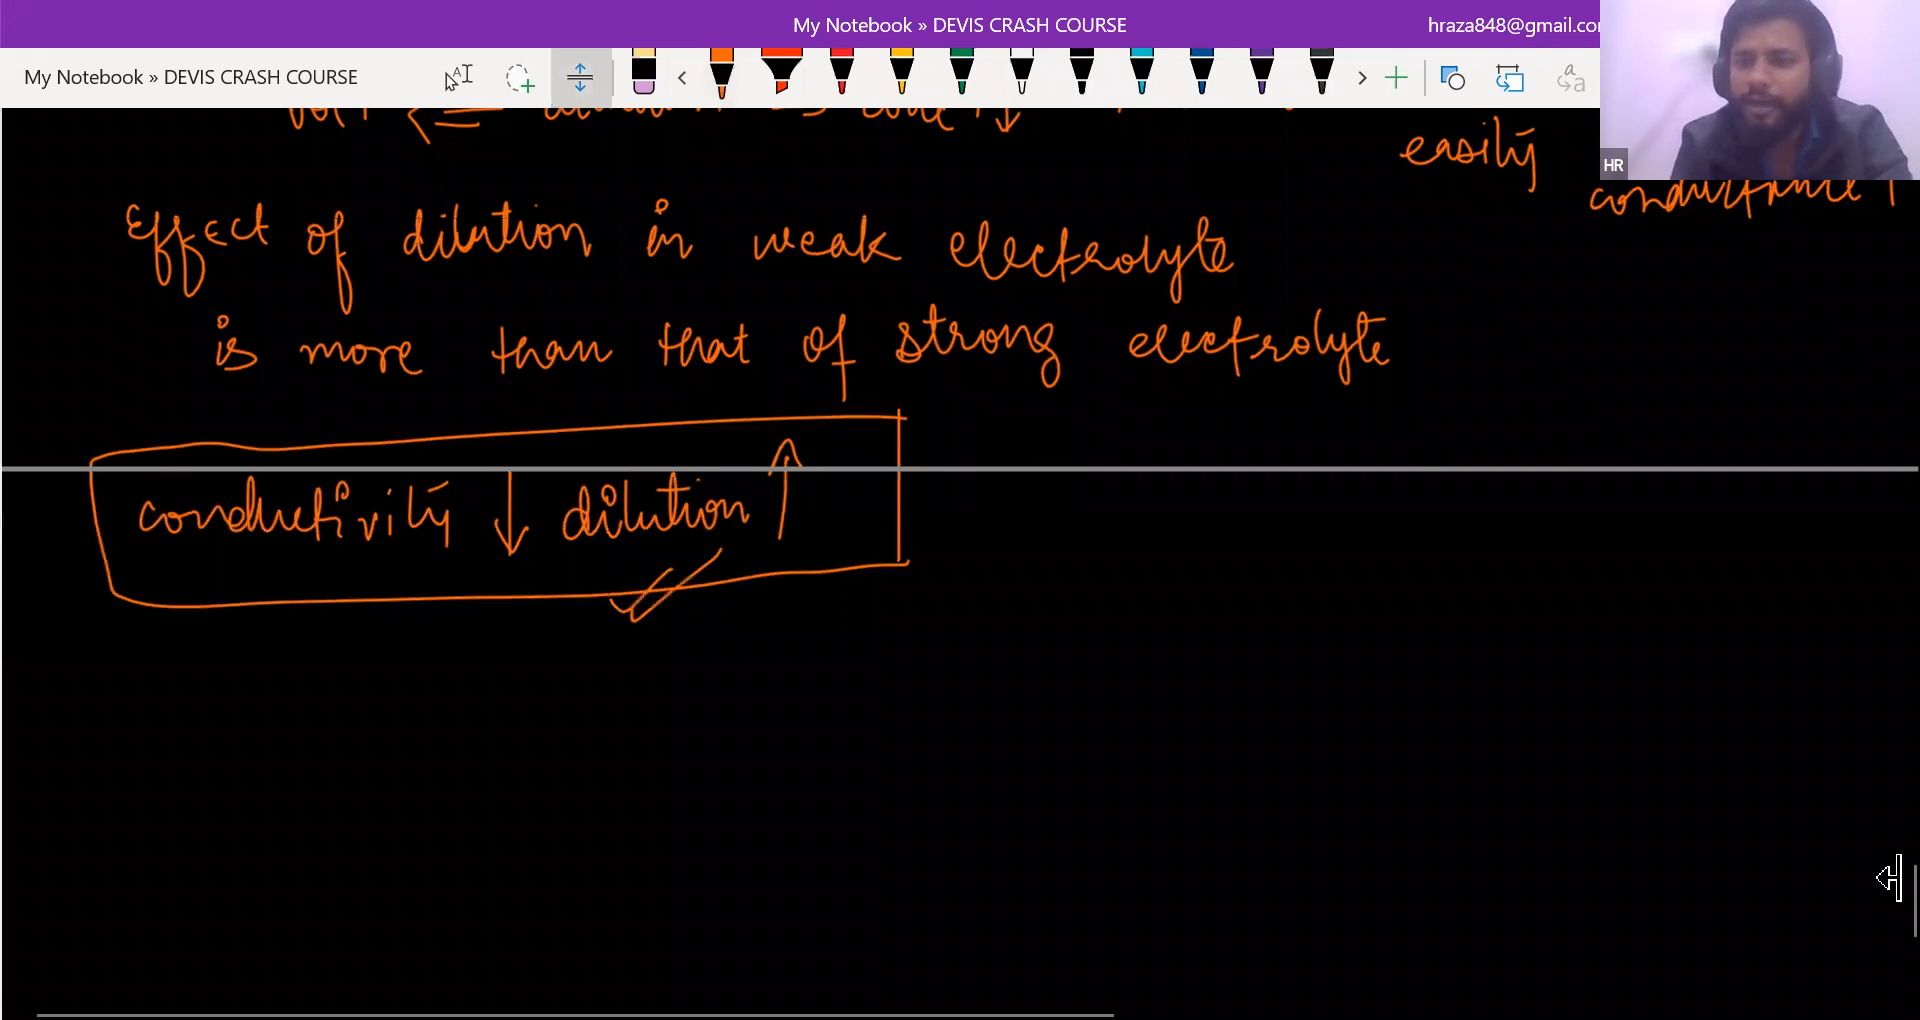 My Notebook » DEVIS CRASH COURSE
hraza848@gmail.co
My Notebook » DEVIS CRASH COURSE
HR
easily
conductance ↑
Effect of dilution in weak electrolyte
is more than that of strong electrolyte
conductivity ↓ dilution ↑